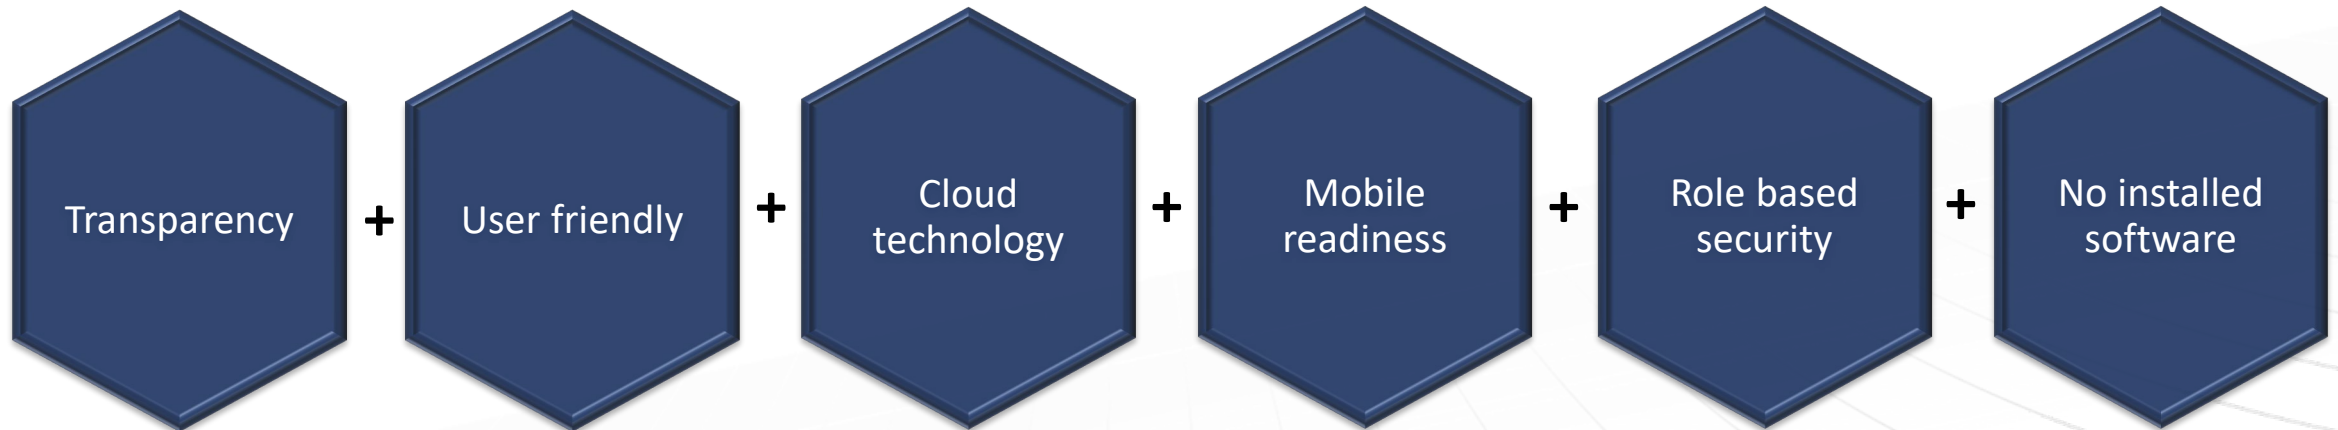 Transparency
+
User friendly
+
Cloud
technology
+
Mobile
readiness
+
Role based
security
+
No installed
software